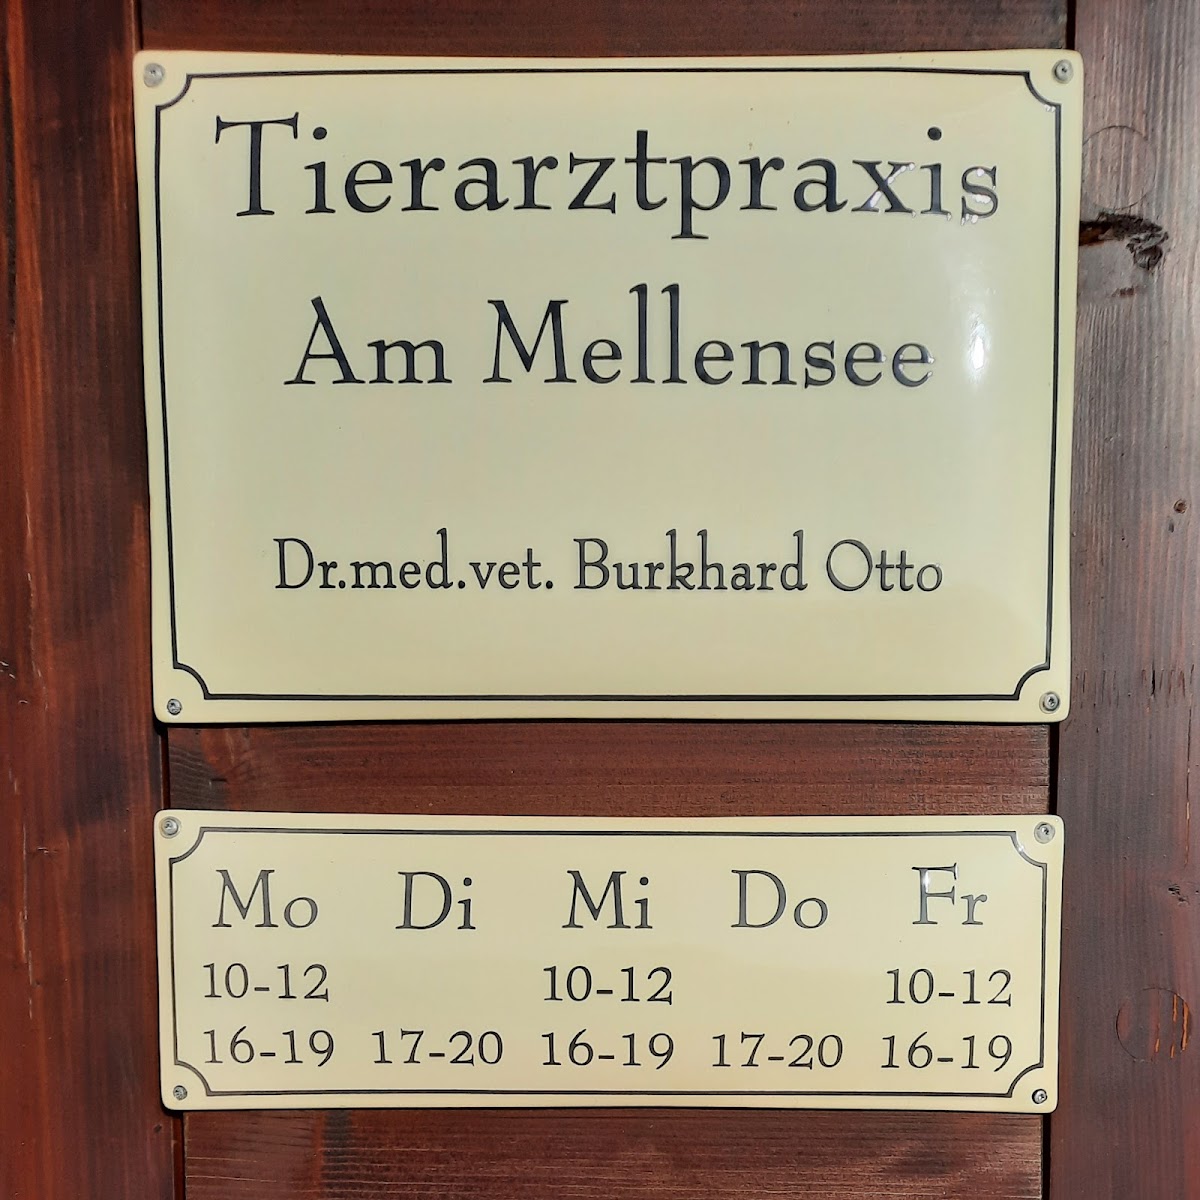 Tierarztpraxis
Am Mellensee
Dr.med.vet. Burkhard Otto
Mo Di Mi Do Fr
10-12 10-12 10-12
16-19 17-20 16-19 17-20 16-19